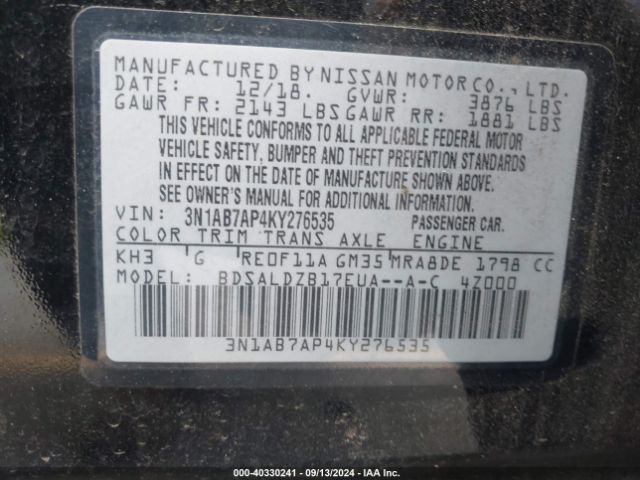 MANUFACTURED BY NISSAN MOTOR CO., LTD.
DATE: 12/18. GVWR: 3876 LBS
GAWR FR: 2143 LBS GAWR RR: 1881 LBS
THIS VEHICLE CONFORMS TO ALL APPLICABLE FEDERAL MOTOR
VEHICLE SAFETY, BUMPER AND THEFT PREVENTION STANDARDS
IN EFFECT ON THE DATE OF MANUFACTURE SHOWN ABOVE.
SEE OWNER'S MANUAL FOR ADDITIONAL INFORMATION.
VIN: 3N1AB7AP4KY276535 PASSENGER CAR.
COLOR TRIM TRANS AXLE ENGINE
KH3 G RE0F11A GM35 MRA8DE 1798 CC
MODEL: BDSALDZB17EUA--A-C 4Z000
3N1AB7AP4KY276535
000-40330241 - 09/13/2024 - IAA Inc.